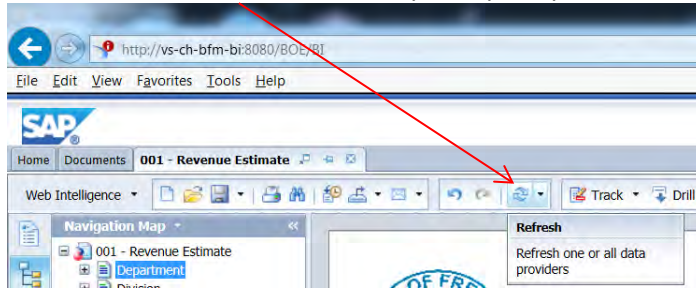 http://vs-ch-bfm-bi:8080/BOE/BI
File Edit View Favorites Tools Help
SAP
Home Documents 001 - Revenue Estimate
Web Intelligence Track Drill
Navigation Map
Refresh
001 - Revenue Estimate
Refresh one or all data
Department
providers
Division
OF FRE